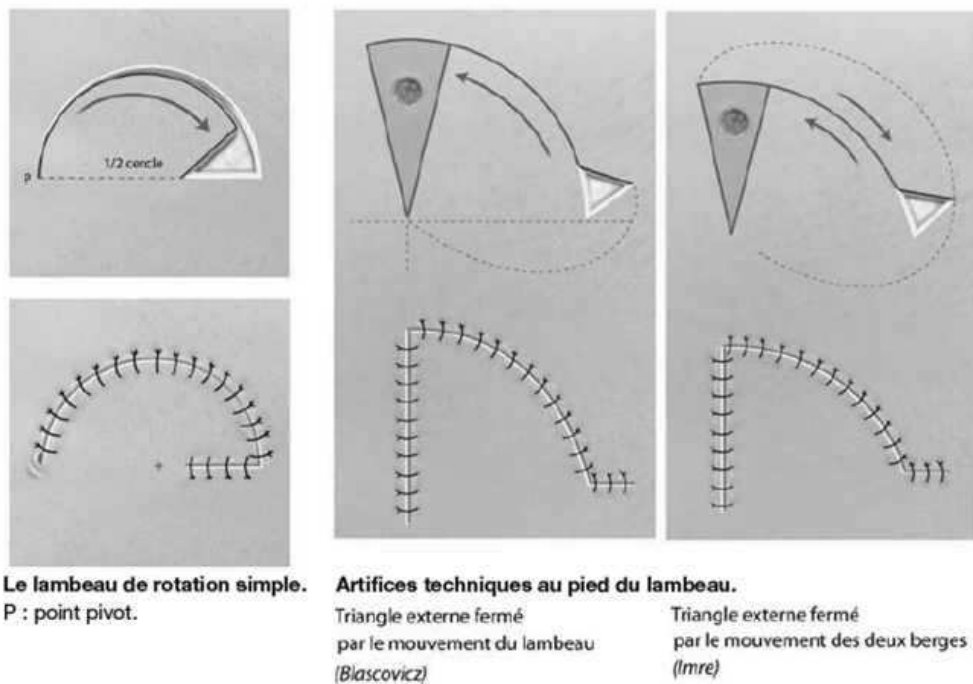 1/2 cercle
P
Le lambeau de rotation simple.
P : point pivot.
Artifices techniques au pied du lambeau.
Triangle externe fermé
par le mouvement du lambeau
(Blascovicz)
Triangle externe fermé
par le mouvement des deux berges
(Imre)